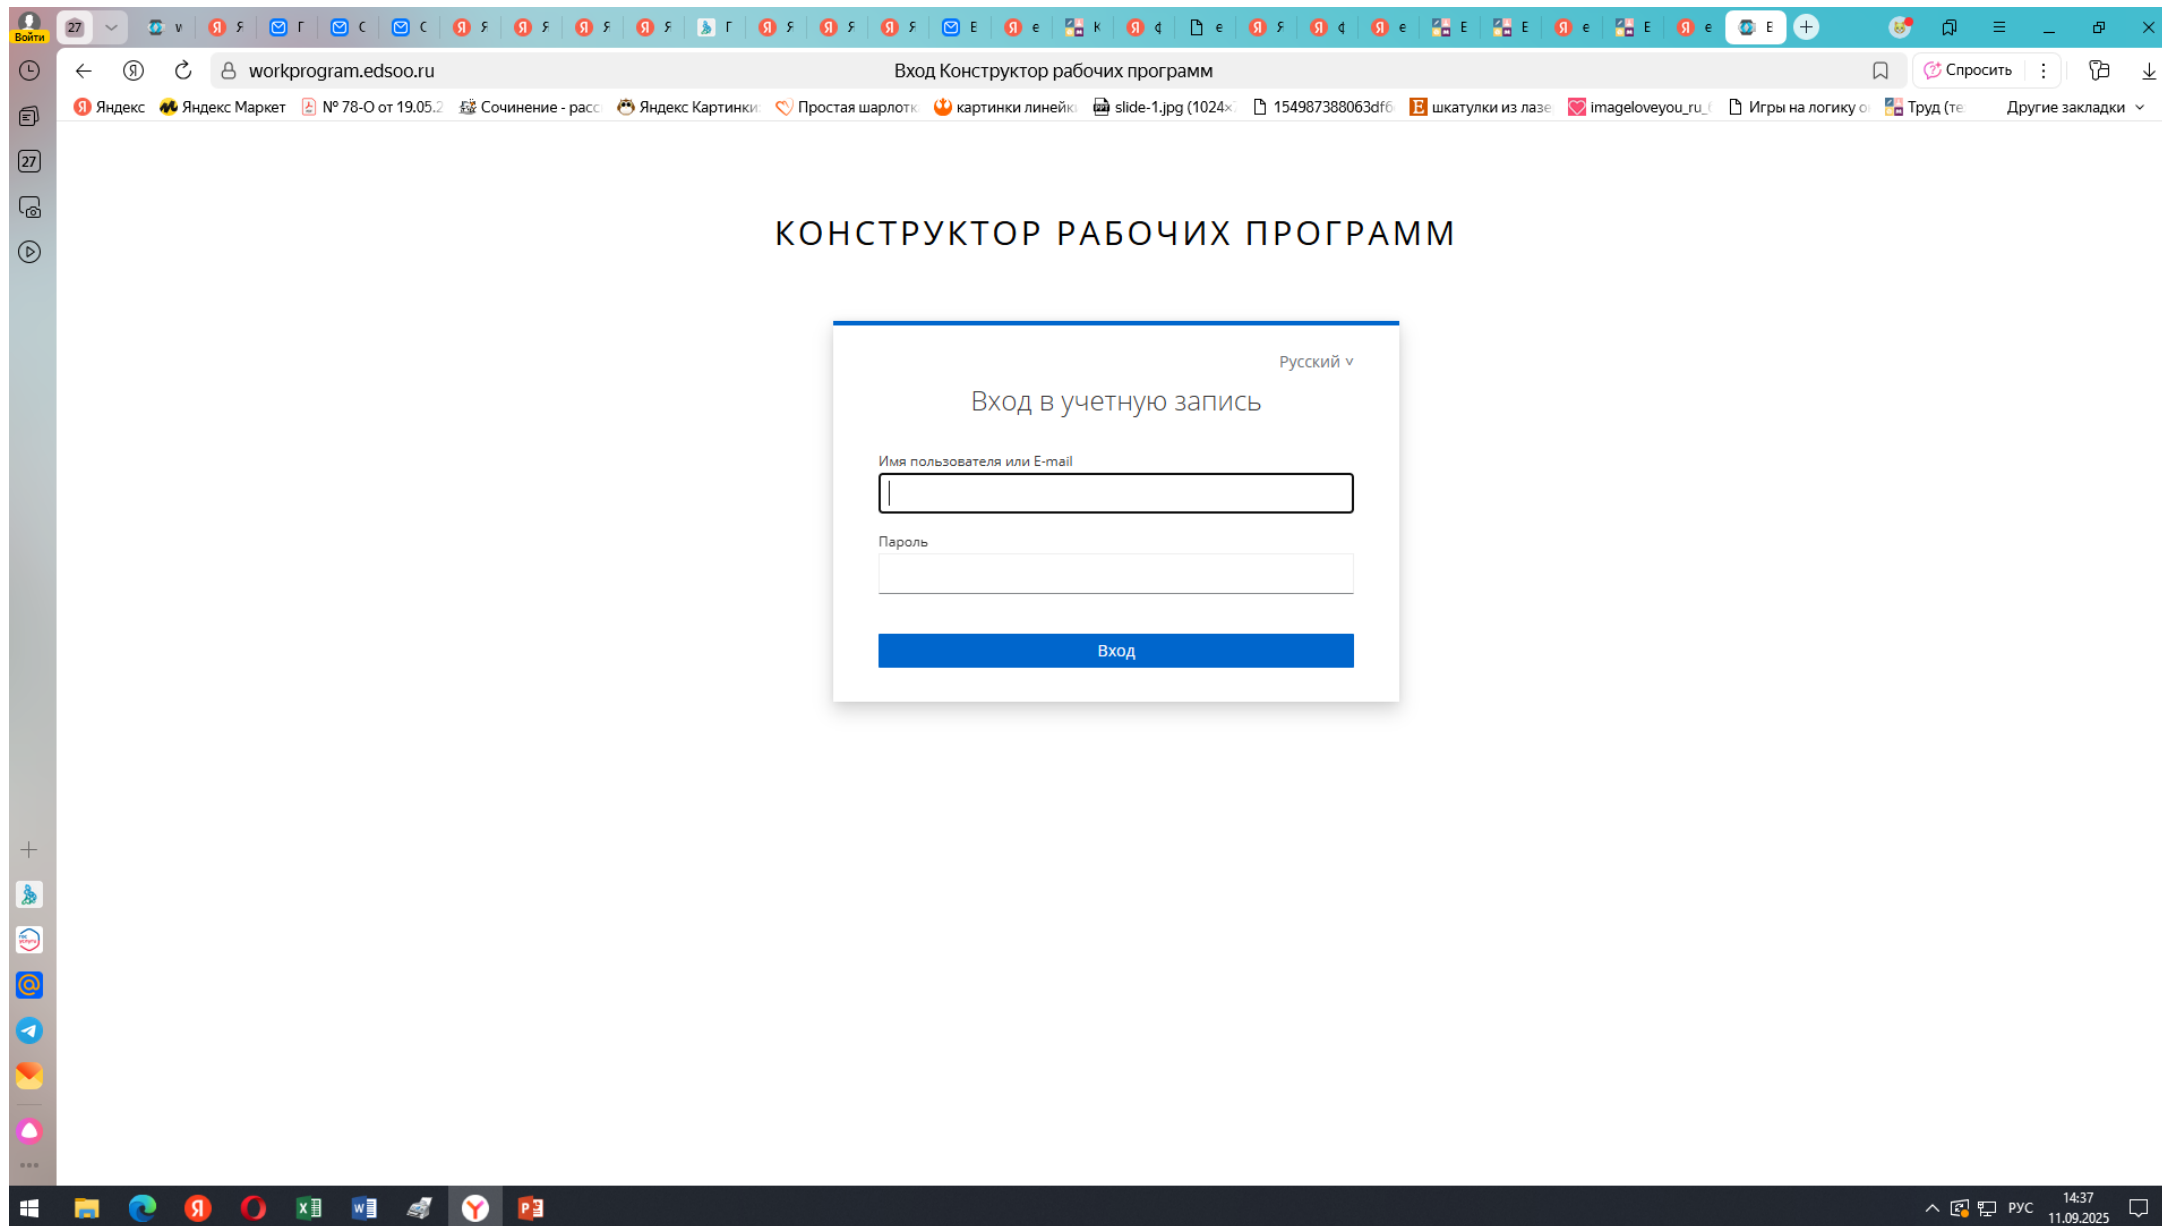 Войти 27 w Я Г С С Я Я Я Я Г Я Я Я Е е К ф е Я ф е Е Е е Е е Е
workprogram.edsoo.ru Вход Конструктор рабочих программ Спросить
Яндекс Яндекс Маркет № 78-О от 19.05.2 Сочинение - расс Яндекс Картинки: Простая шарлотк картинки линейк slide-1.jpg (1024× 154987388063df6 шкатулки из лазе imageloveyou_ru_ Игры на логику о Труд (те Другие закладки
27
КОНСТРУКТОР РАБОЧИХ ПРОГРАММ
Русский
Вход в учетную запись
Имя пользователя или E-mail
Пароль
Вход
РУС 14:37
11.09.2025